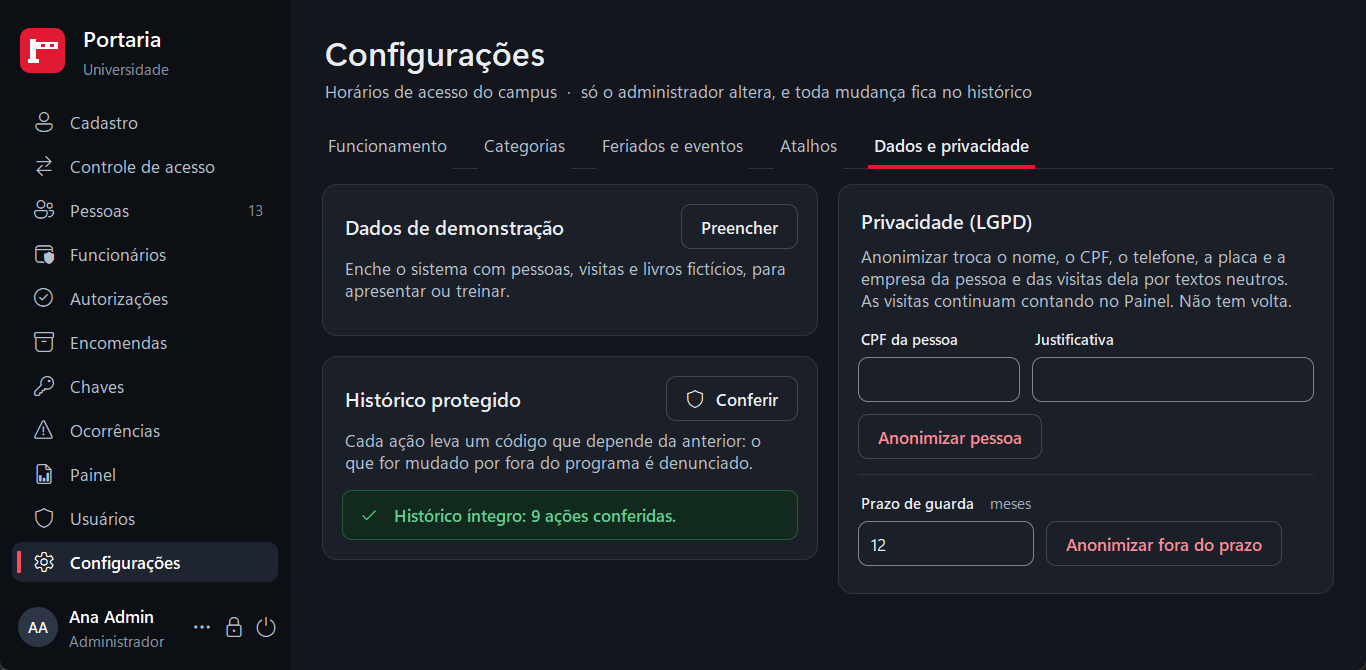 Portaria
Universidade
Cadastro
Controle de acesso
Pessoas 13
Funcionários
Autorizações
Encomendas
Chaves
Ocorrências
Painel
Usuários
Configurações
AA
Ana Admin
Administrador
Configurações
Horários de acesso do campus · só o administrador altera, e toda mudança fica no histórico
Funcionamento Categorias Feriados e eventos Atalhos Dados e privacidade
Dados de demonstração
Preencher
Enche o sistema com pessoas, visitas e livros fictícios, para
apresentar ou treinar.
Histórico protegido
Conferir
Cada ação leva um código que depende da anterior: o
que for mudado por fora do programa é denunciado.
Histórico íntegro: 9 ações conferidas.
Privacidade (LGPD)
Anonimizar troca o nome, o CPF, o telefone, a placa e a
empresa da pessoa e das visitas dela por textos neutros.
As visitas continuam contando no Painel. Não tem volta.
CPF da pessoa Justificativa
Anonimizar pessoa
Prazo de guarda meses
12
Anonimizar fora do prazo